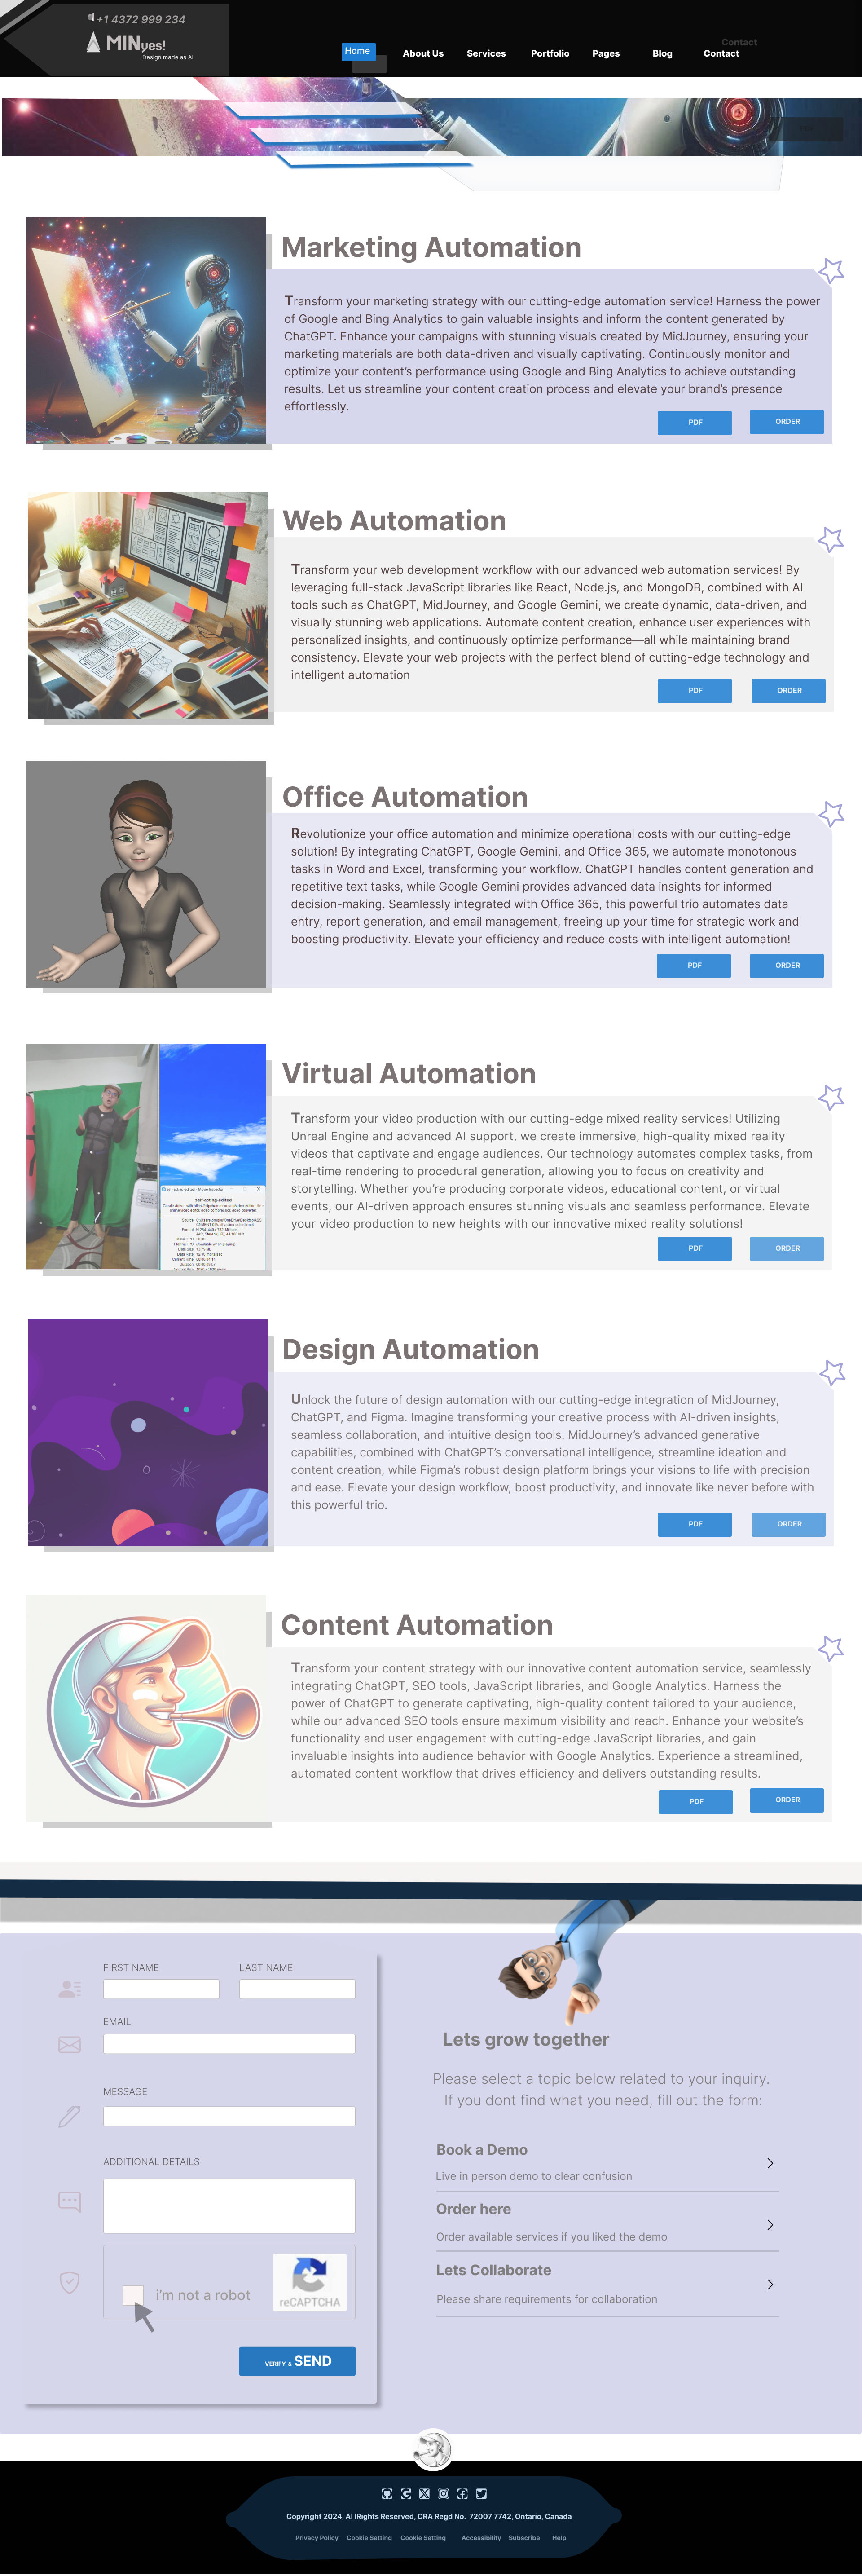 +1 4372 999 234
MINyes!
Design made as AI
Home
About Us
Services
Portfolio
Pages
Blog
Contact
Contact
Marketing Automation
Transform your marketing strategy with our cutting-edge automation service! Harness the power
of Google and Bing Analytics to gain valuable insights and inform the content generated by
ChatGPT. Enhance your campaigns with stunning visuals created by MidJourney, ensuring your
marketing materials are both data-driven and visually captivating. Continuously monitor and
optimize your content's performance using Google and Bing Analytics to achieve outstanding
results. Let us streamline your content creation process and elevate your brand's presence
effortlessly.
PDF
ORDER
Web Automation
Transform your web development workflow with our advanced web automation services! By
leveraging full-stack JavaScript libraries like React, Node.js, and MongoDB, combined with AI
tools such as ChatGPT, MidJourney, and Google Gemini, we create dynamic, data-driven, and
visually stunning web applications. Automate content creation, enhance user experiences with
personalized insights, and continuously optimize performance—all while maintaining brand
consistency. Elevate your web projects with the perfect blend of cutting-edge technology and
intelligent automation
PDF
ORDER
Office Automation
Revolutionize your office automation and minimize operational costs with our cutting-edge
solution! By integrating ChatGPT, Google Gemini, and Office 365, we automate monotonous
tasks in Word and Excel, transforming your workflow. ChatGPT handles content generation and
repetitive text tasks, while Google Gemini provides advanced data insights for informed
decision-making. Seamlessly integrated with Office 365, this powerful trio automates data
entry, report generation, and email management, freeing up your time for strategic work and
boosting productivity. Elevate your efficiency and reduce costs with intelligent automation!
PDF
ORDER
Virtual Automation
Transform your video production with our cutting-edge mixed reality services! Utilizing
Unreal Engine and advanced AI support, we create immersive, high-quality mixed reality
videos that captivate and engage audiences. Our technology automates complex tasks, from
real-time rendering to procedural generation, allowing you to focus on creativity and
storytelling. Whether you're producing corporate videos, educational content, or virtual
events, our AI-driven approach ensures stunning visuals and seamless performance. Elevate
your video production to new heights with our innovative mixed reality solutions!
PDF
ORDER
self-acting-edited - Movie Inspector
self-acting-edited
Design Automation
Unlock the future of design automation with our cutting-edge integration of MidJourney,
ChatGPT, and Figma. Imagine transforming your creative process with AI-driven insights,
seamless collaboration, and intuitive design tools. MidJourney's advanced generative
capabilities, combined with ChatGPT's conversational intelligence, streamline ideation and
content creation, while Figma's robust design platform brings your visions to life with precision
and ease. Elevate your design workflow, boost productivity, and innovate like never before with
this powerful trio.
PDF
ORDER
Content Automation
Transform your content strategy with our innovative content automation service, seamlessly
integrating ChatGPT, SEO tools, JavaScript libraries, and Google Analytics. Harness the
power of ChatGPT to generate captivating, high-quality content tailored to your audience,
while our advanced SEO tools ensure maximum visibility and reach. Enhance your website's
functionality and user engagement with cutting-edge JavaScript libraries, and gain
invaluable insights into audience behavior with Google Analytics. Experience a streamlined,
automated content workflow that drives efficiency and delivers outstanding results.
PDF
ORDER
FIRST NAME
LAST NAME
EMAIL
MESSAGE
ADDITIONAL DETAILS
i'm not a robot
reCAPTCHA
VERIFY & SEND
Lets grow together
Please select a topic below related to your inquiry.
If you dont find what you need, fill out the form:
Book a Demo
Live in person demo to clear confusion
Order here
Order available services if you liked the demo
Lets Collaborate
Please share requirements for collaboration
Copyright 2024, AI IRights Reserved, CRA Regd No. 72007 7742, Ontario, Canada
Privacy Policy
Cookie Setting
Cookie Setting
Accessibility
Subscribe
Help